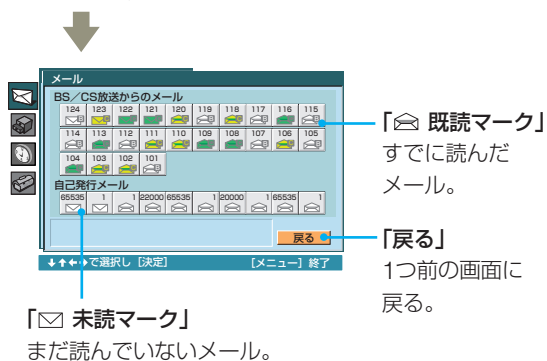 メール
BS／CS放送からのメール
124 123 122 121 120 119 118 117 116 115
114 113 112 111 110 109 108 107 106 105
104 103 102 101
自己発行メール
65535 1 1 22000 65535 1 20000 1 65535 1
戻る
で選択し［決定］ ［メニュー］終了
「 既読マーク」
すでに読んだ
メール。
「戻る」
1つ前の画面に
戻る。
「 未読マーク」
まだ読んでいないメール。